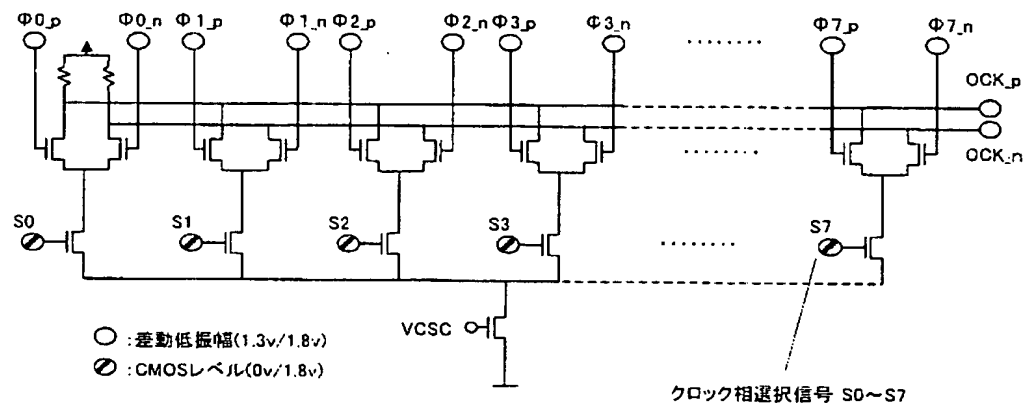 Φ0_p Φ0_n Φ1_p Φ1_n Φ2_p Φ2_n Φ3_p Φ3_n ········ Φ7_p Φ7_n
OCK_p
OCK_n
········
S0 S1 S2 S3 ········ S7
VCSC
○ :差動低振幅(1.3v/1.8v)
:CMOSレベル(0v/1.8v)
クロック相選択信号 S0～S7